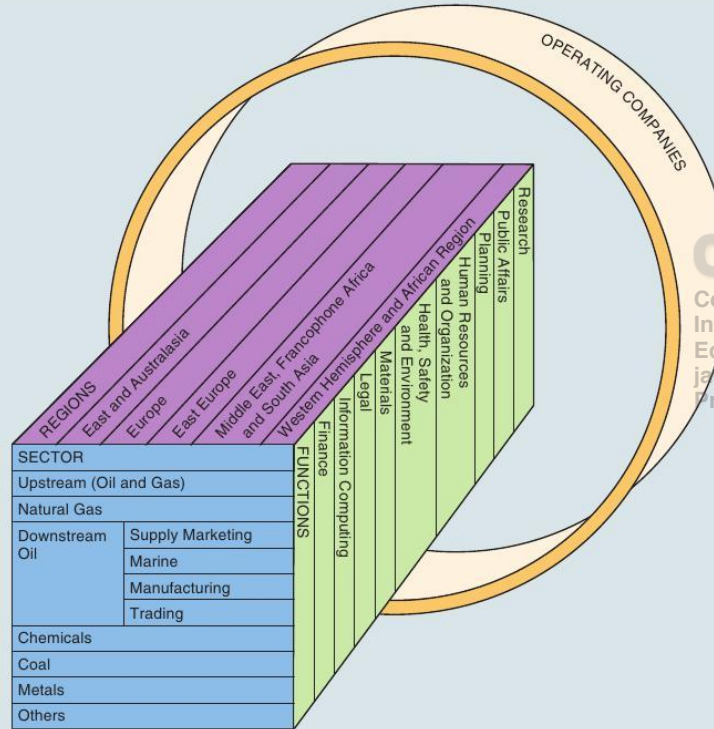 OPERATING COMPANIES
REGIONS
East and Australasia
Europe
East Europe
Middle East, Francophone Africa
and South Asia
Western Hemisphere and African Region
SECTOR
Upstream (Oil and Gas)
Natural Gas
Downstream
Oil
Supply Marketing
Marine
Manufacturing
Trading
Chemicals
Coal
Metals
Others
FUNCTIONS
Finance
Information Computing
Legal
Materials
Health, Safety
and Environment
Human Resources
and Organization
Planning
Public Affairs
Research